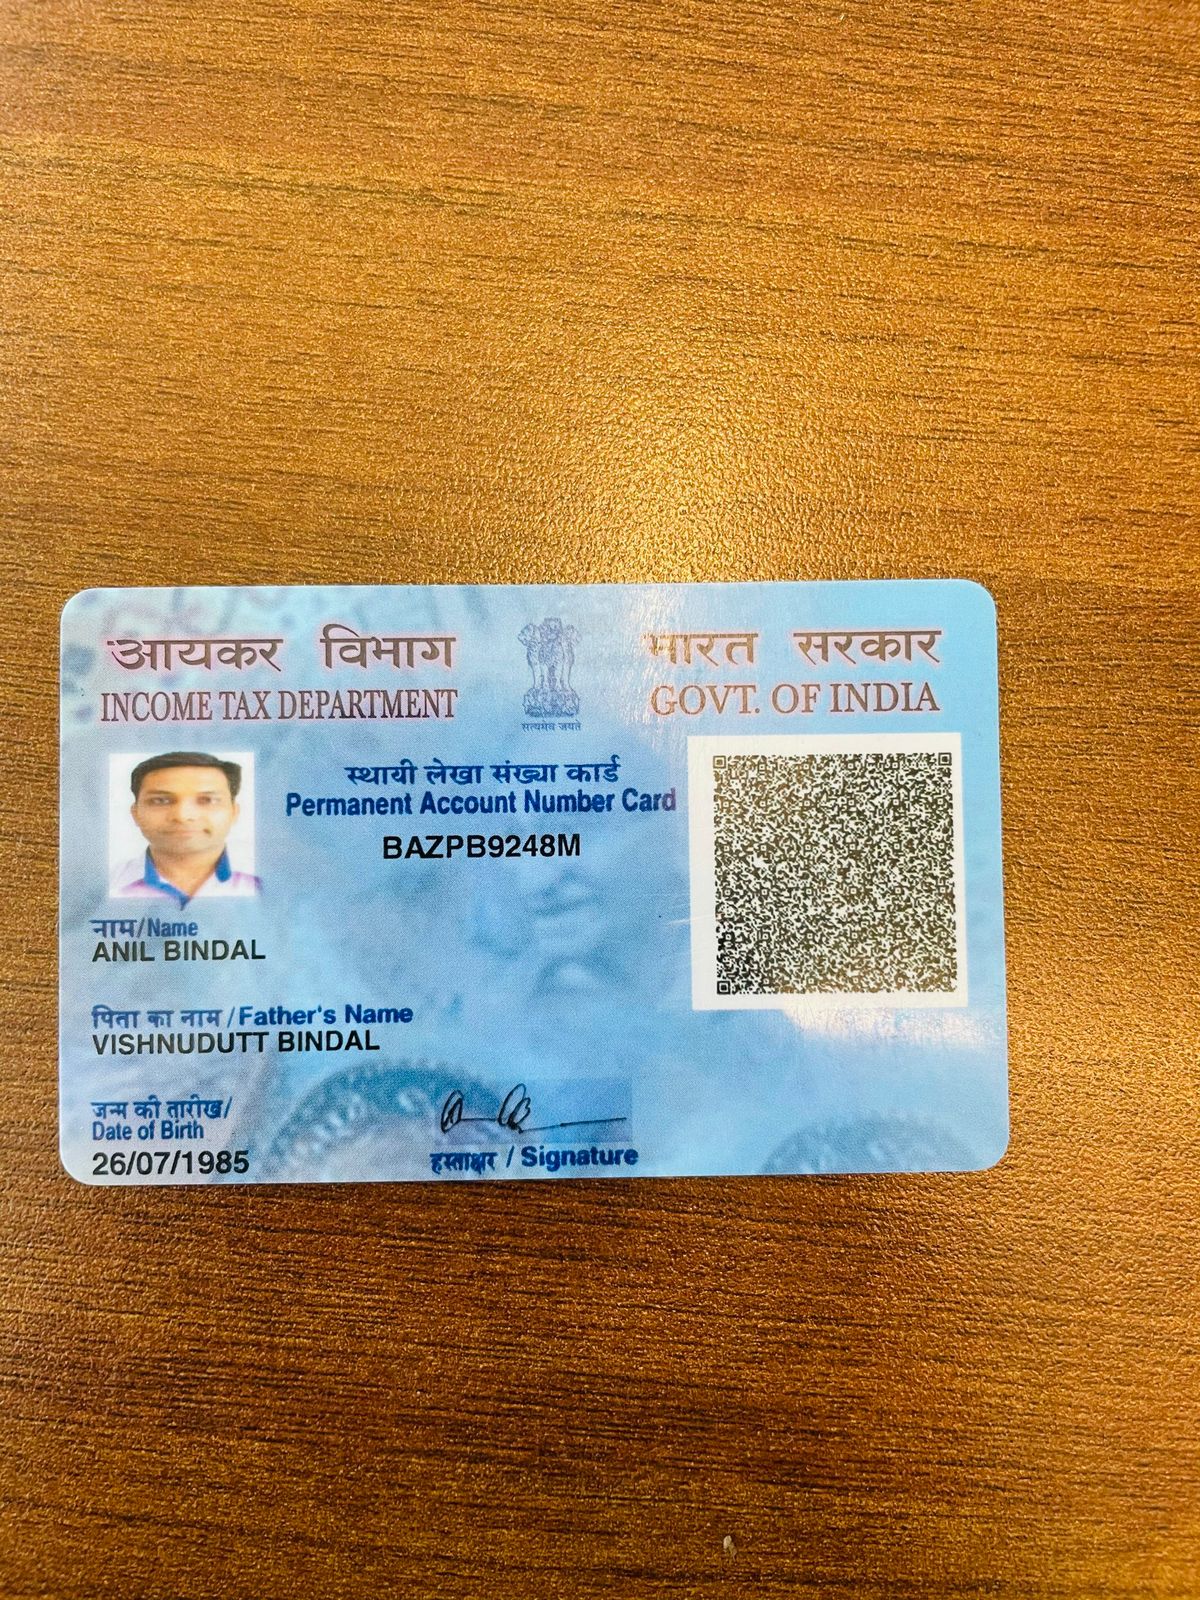 आयकर विभाग
INCOME TAX DEPARTMENT
सत्यमेव जयते
भारत सरकार
GOVT. OF INDIA
स्थायी लेखा संख्या कार्ड
Permanent Account Number Card
BAZPB9248M
नाम/Name
ANIL BINDAL
पिता का नाम/Father's Name
VISHNUDUTT BINDAL
जन्म की तारीख/
Date of Birth
26/07/1985
हस्ताक्षर/Signature